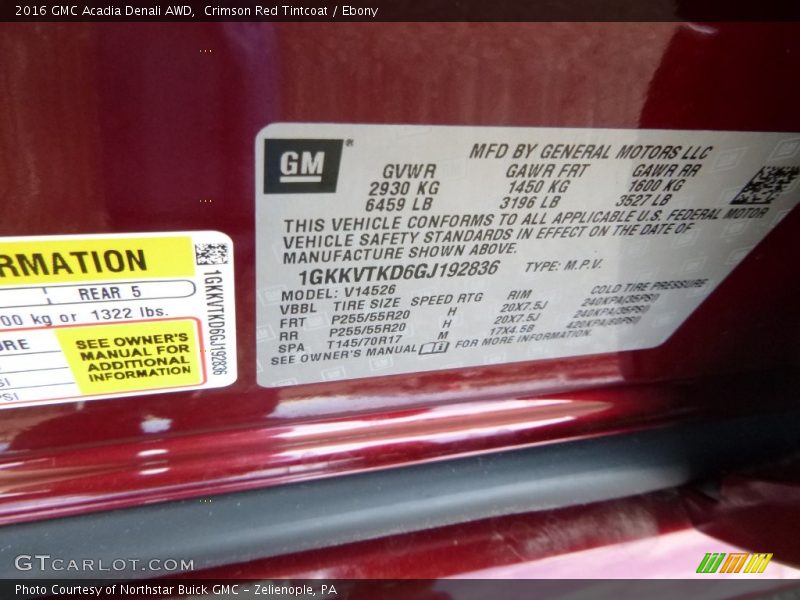 2016 GMC Acadia Denali AWD,  Crimson Red Tintcoat / Ebony
GM
MFD BY GENERAL MOTORS LLC
GVWR GAWR FRT GAWR RR
2930 KG 1450 KG 1600 KG
6459 LB 3196 LB 3527 LB
THIS VEHICLE CONFORMS TO ALL APPLICABLE U.S. FEDERAL MOTOR
VEHICLE SAFETY STANDARDS IN EFFECT ON THE DATE OF
MANUFACTURE SHOWN ABOVE.
1GKKVTKD6GJ192836 TYPE: M.P.V.
MODEL: V14526
VBBL TIRE SIZE SPEED RTG RIM COLD TIRE PRESSURE
FRT P255/55R20 H 20X7.5J 240KPA(35PSI)
RR P255/55R20 H 20X7.5J 240KPA(35PSI)
SPA T145/70R17 M 17X4.5B 420KPA(60PSI)
SEE OWNER'S MANUAL FOR MORE INFORMATION.
RMATION
REAR 5
00 kg or 1322 lbs.
URE
SI
PSI
SEE OWNER'S
MANUAL FOR
ADDITIONAL
INFORMATION
1GKKVTKD6GJ192836
GTCARLOT.COM
Photo Courtesy of Northstar Buick GMC - Zelienople, PA